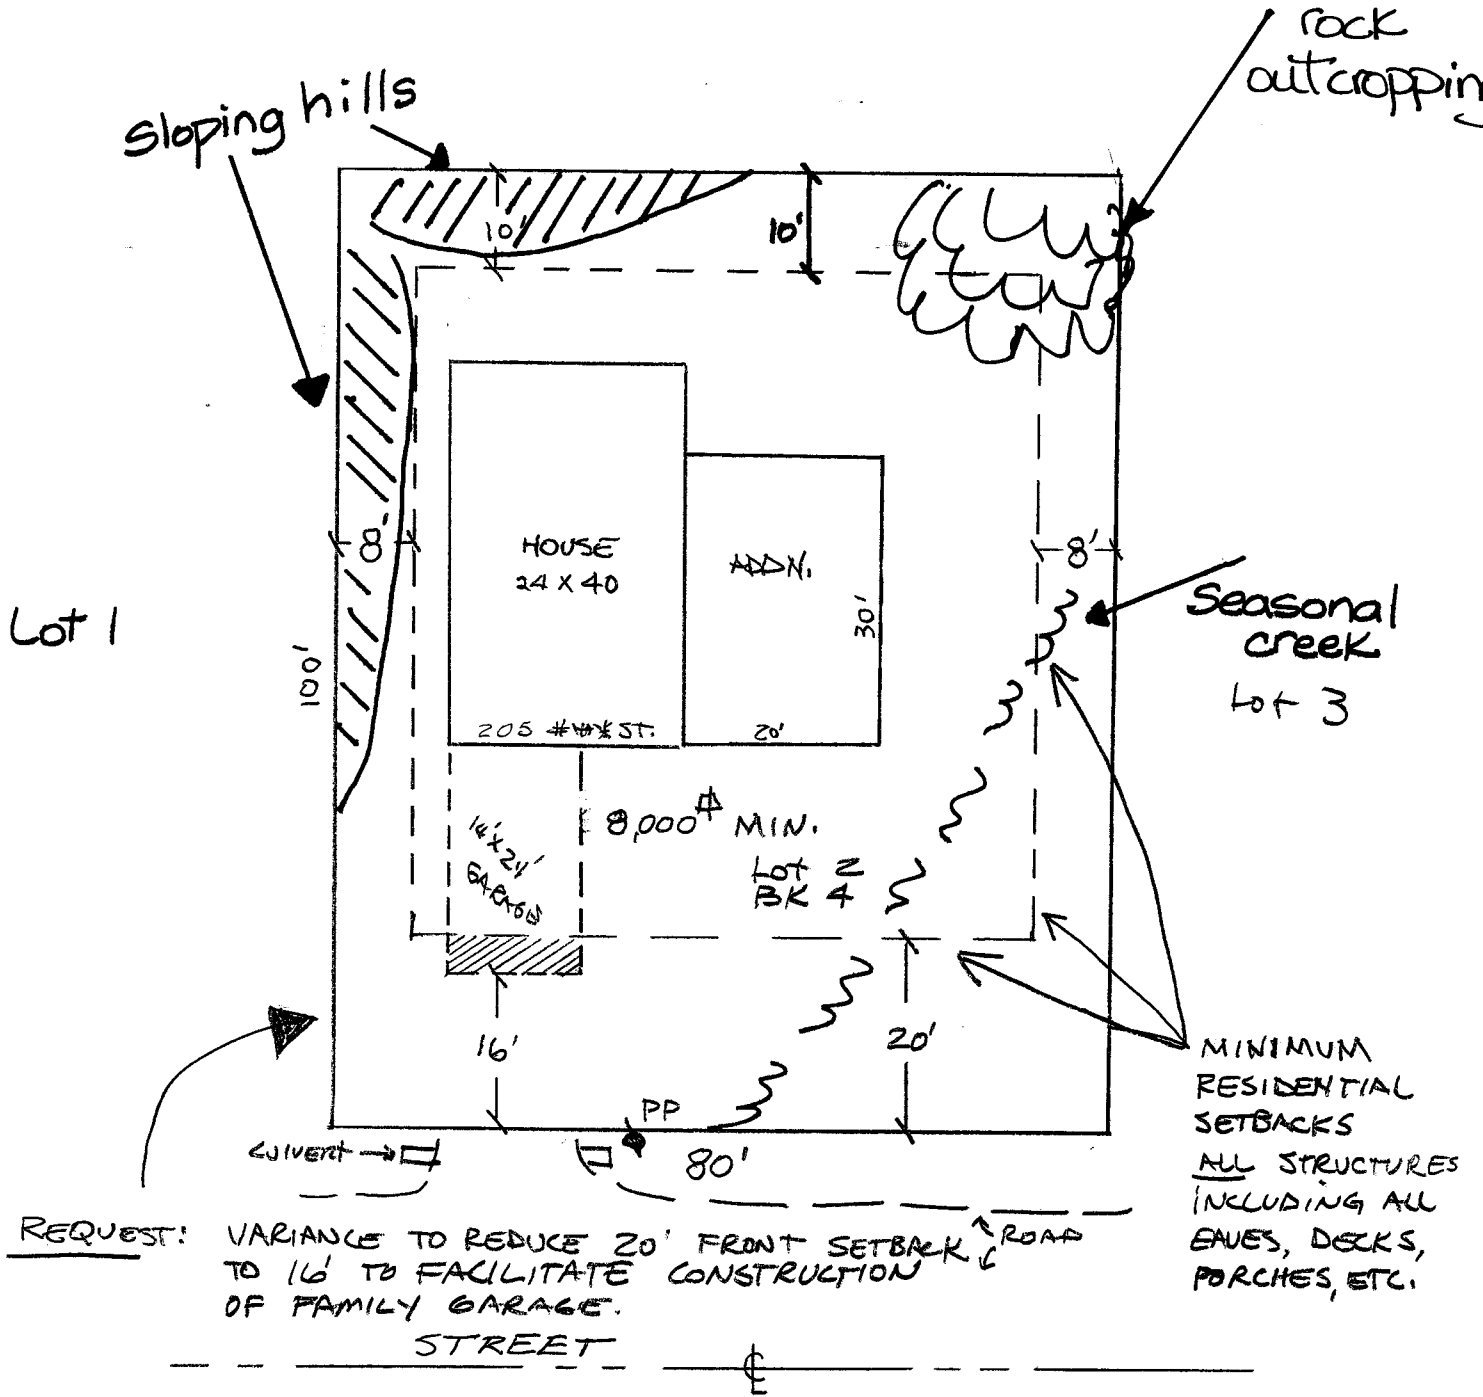 rock
outcropping
sloping hills
10'
10'
8'
HOUSE
24 X 40
ADDN.
8'
30'
Seasonal
creek
Lot 1
100'
Lot 3
205
ST.
20'
8,000 MIN.
GARAGE
Lot 2
BK 4
16'
20'
MINIMUM
RESIDENTIAL
SETBACKS
ALL STRUCTURES
INCLUDING ALL
EAVES, DECKS,
PORCHES, ETC.
PP
CULVERT
80'
REQUEST: VARIANCE TO REDUCE 20' FRONT SETBACK
TO 16' TO FACILITATE CONSTRUCTION
OF FAMILY GARAGE.
ROAD
STREET